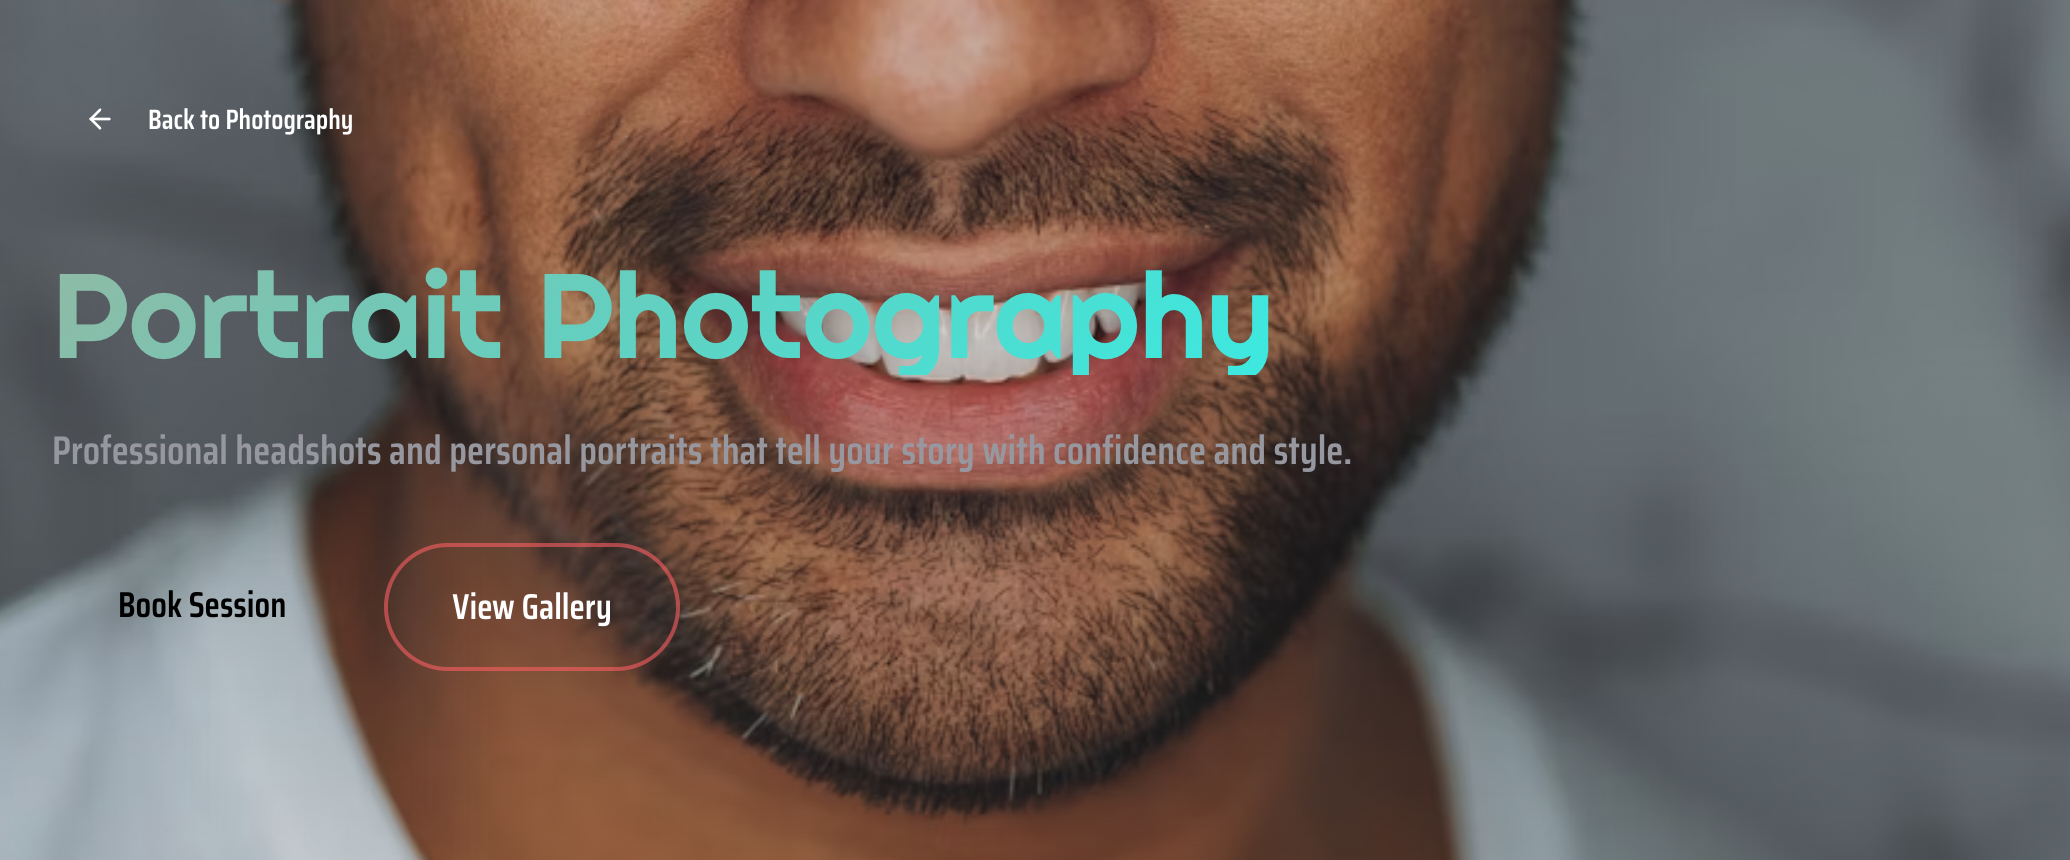 Back to Photography
Portrait Photography
Professional headshots and personal portraits that tell your story with confidence and style.
Book Session
View Gallery